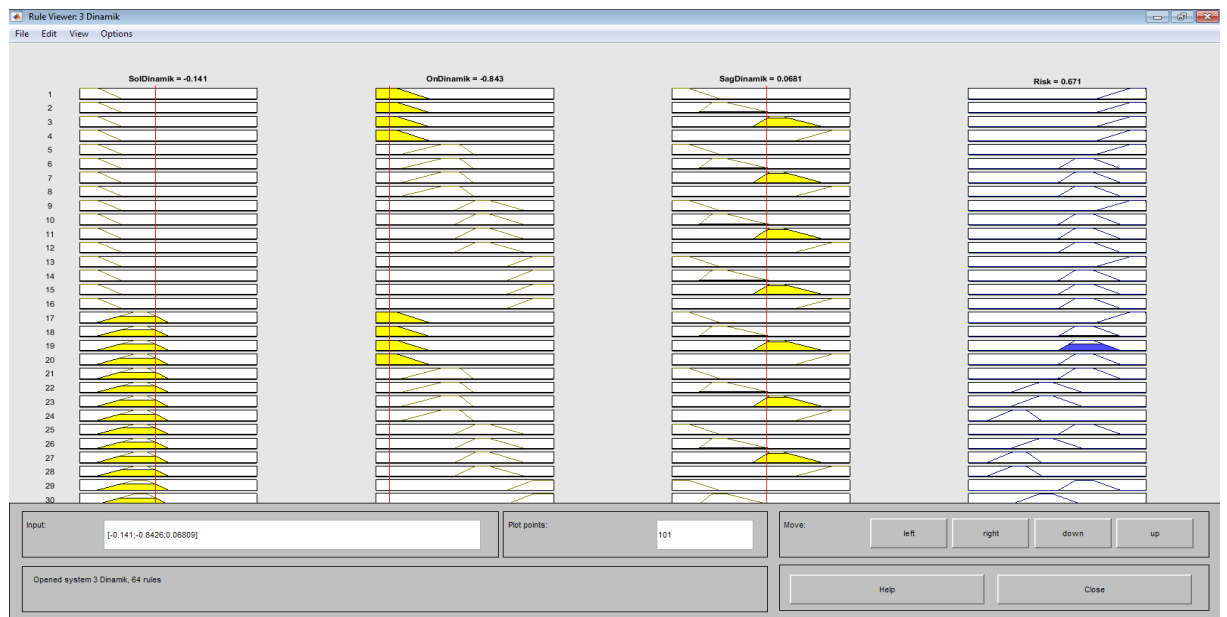 Rule Viewer: 3 Dinamik
File Edit View Options
SolDinamik = -0.141
OnDinamik = -0.843
SagDinamik = 0.0681
Risk = 0.671
1
2
3
4
5
6
7
8
9
10
11
12
13
14
15
16
17
18
19
20
21
22
23
24
25
26
27
28
29
30
Input:
[-0.141;-0.8426;0.06809]
Plot points:
101
Move:
left
right
down
up
Opened system 3 Dinamik, 64 rules
Help
Close